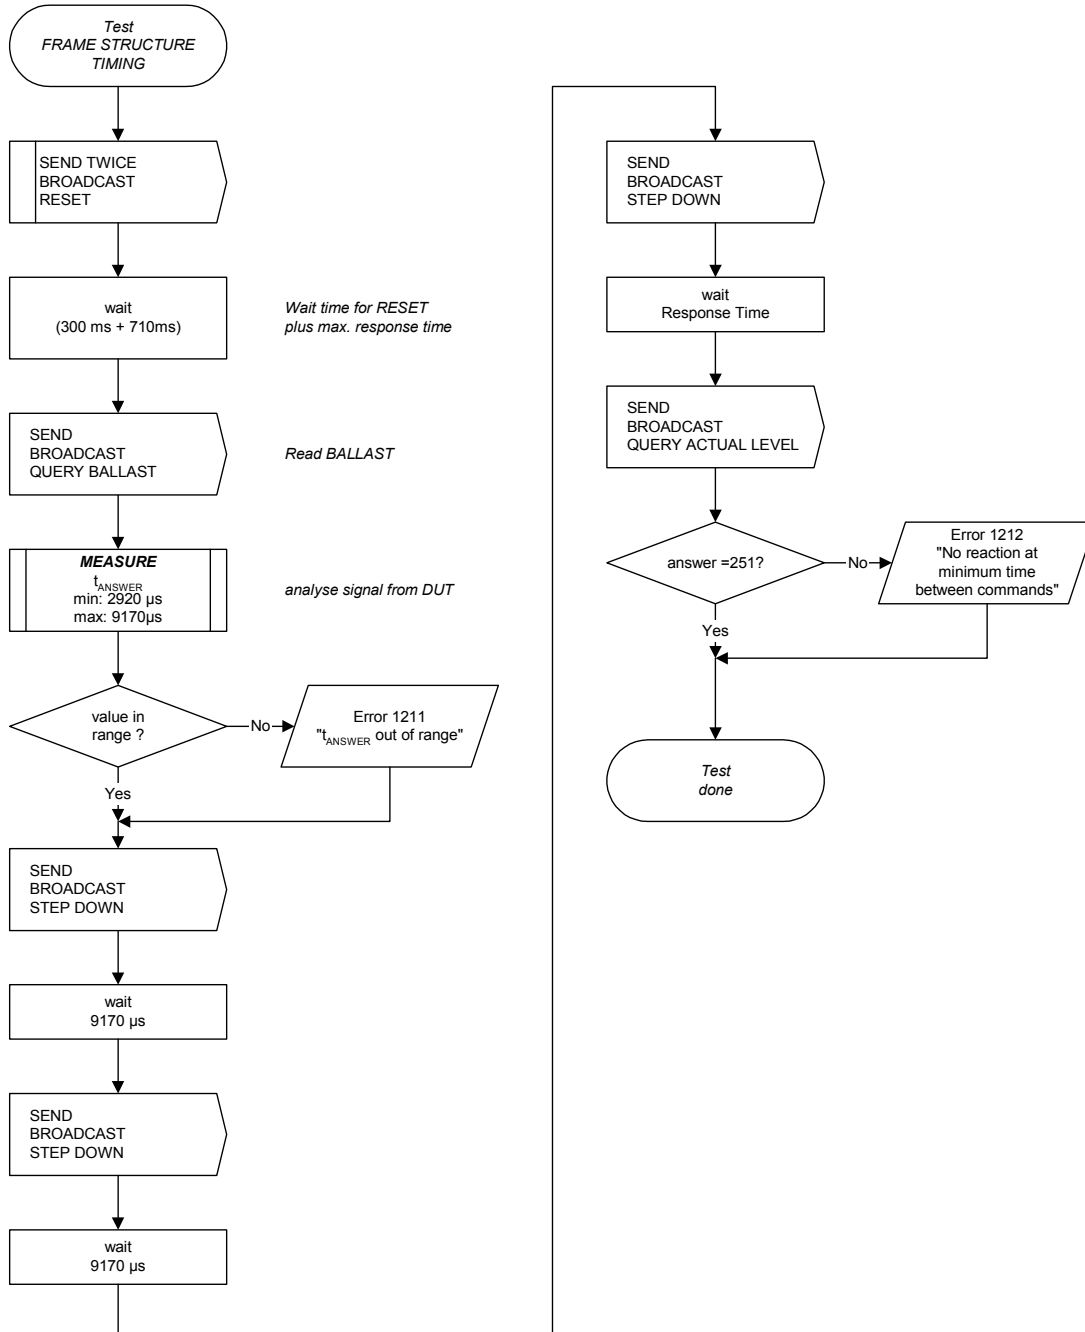 Test
FRAME STRUCTURE
TIMING
SEND TWICE
BROADCAST
RESET
wait
(300 ms + 710ms)
Wait time for RESET
plus max. response time
SEND
BROADCAST
QUERY BALLAST
Read BALLAST
MEASURE
tANSWER
min: 2920 µs
max: 9170µs
analyse signal from DUT
value in
range ?
No
Error 1211
"tANSWER out of range"
Yes
SEND
BROADCAST
STEP DOWN
wait
9170 µs
SEND
BROADCAST
STEP DOWN
wait
9170 µs
SEND
BROADCAST
STEP DOWN
wait
Response Time
SEND
BROADCAST
QUERY ACTUAL LEVEL
answer =251?
No
Error 1212
"No reaction at
minimum time
between commands"
Yes
Test
done